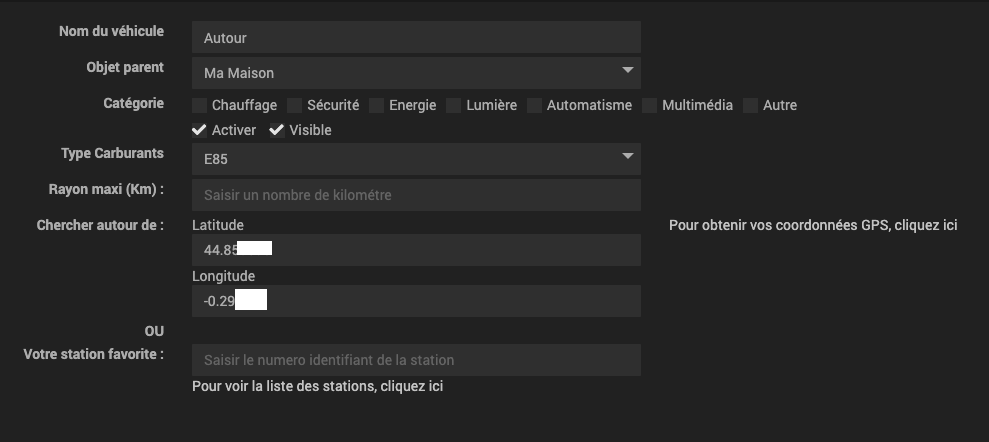 Nom du véhicule
Autour
Objet parent
Ma Maison
Catégorie
Chauffage Sécurité Energie Lumière Automatisme Multimédia Autre
Activer Visible
Type Carburants
E85
Rayon maxi (Km) :
Saisir un nombre de kilométre
Chercher autour de :
Latitude
Pour obtenir vos coordonnées GPS, cliquez ici
44.85
Longitude
-0.29
OU
Votre station favorite :
Saisir le numero identifiant de la station
Pour voir la liste des stations, cliquez ici